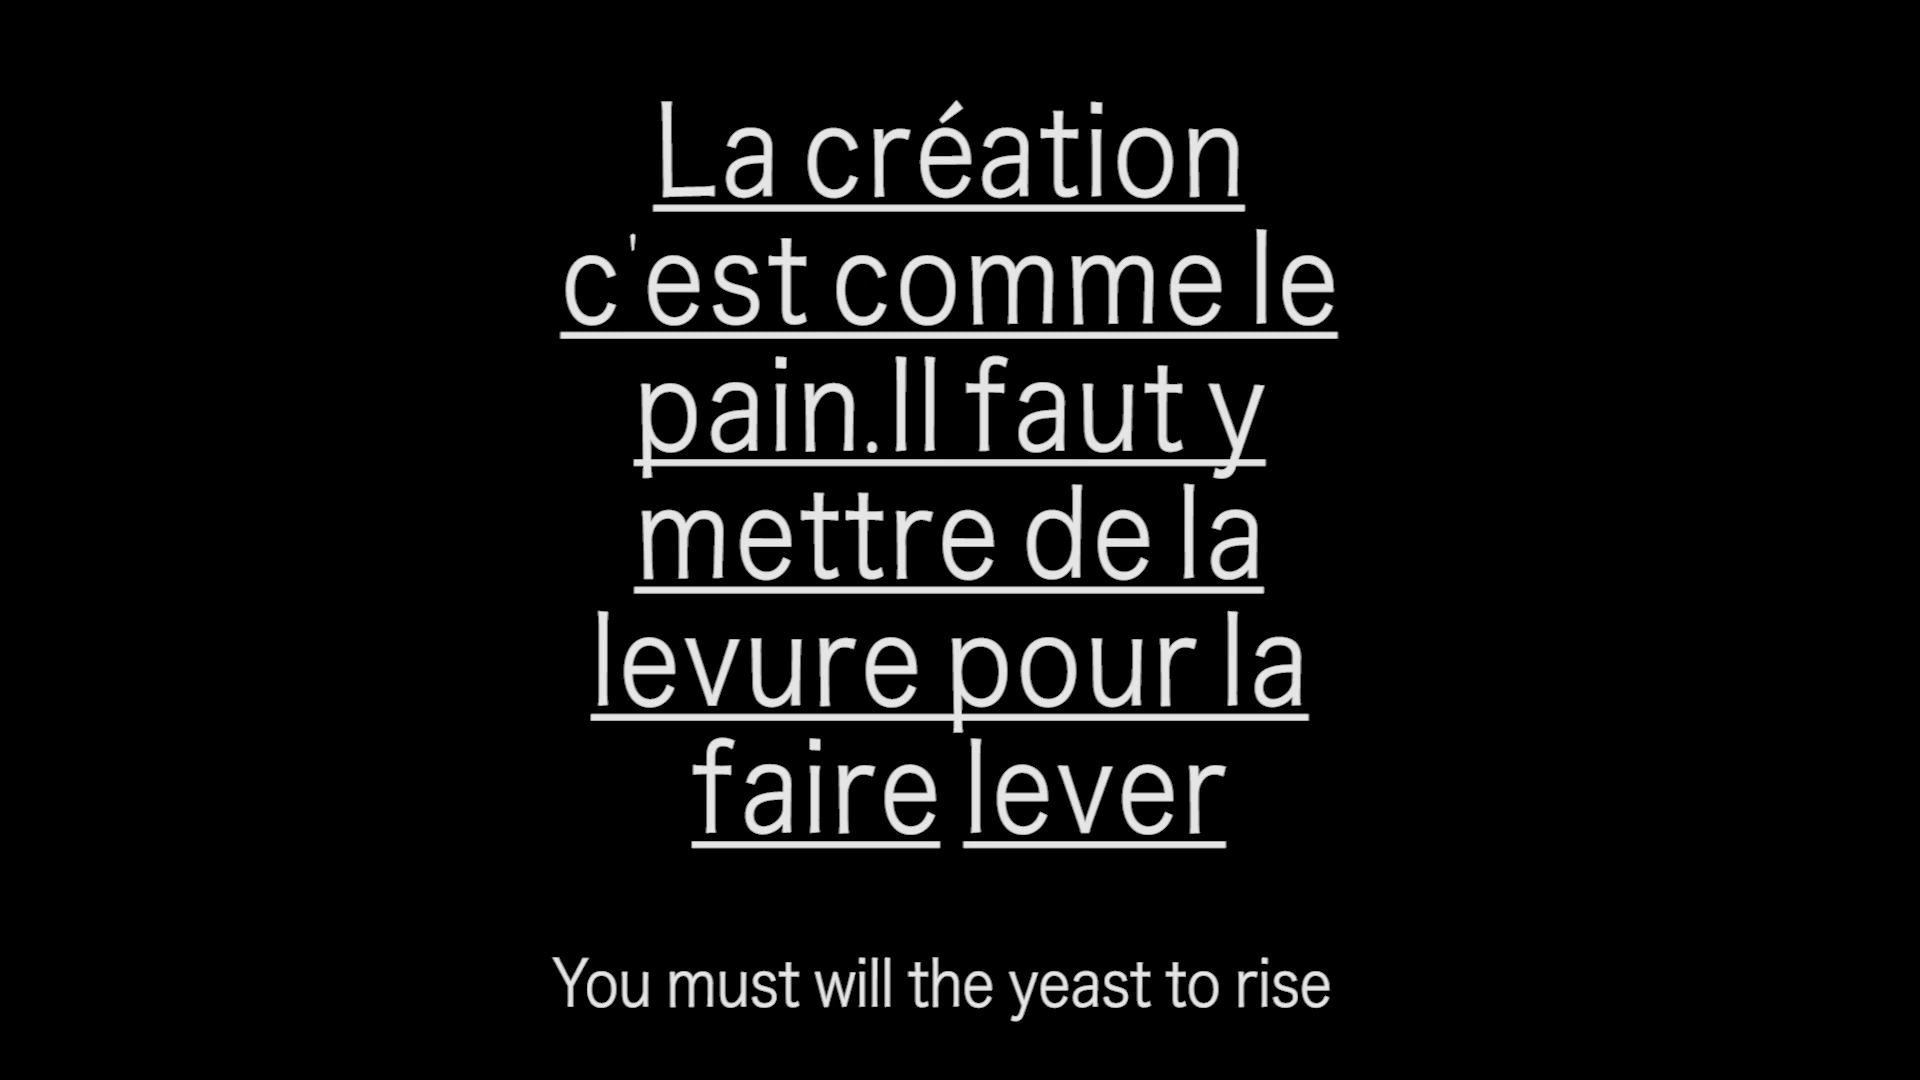 La création
c'est comme le
pain.Il faut y
mettre de la
levure pour la
faire lever
You must will the yeast to rise